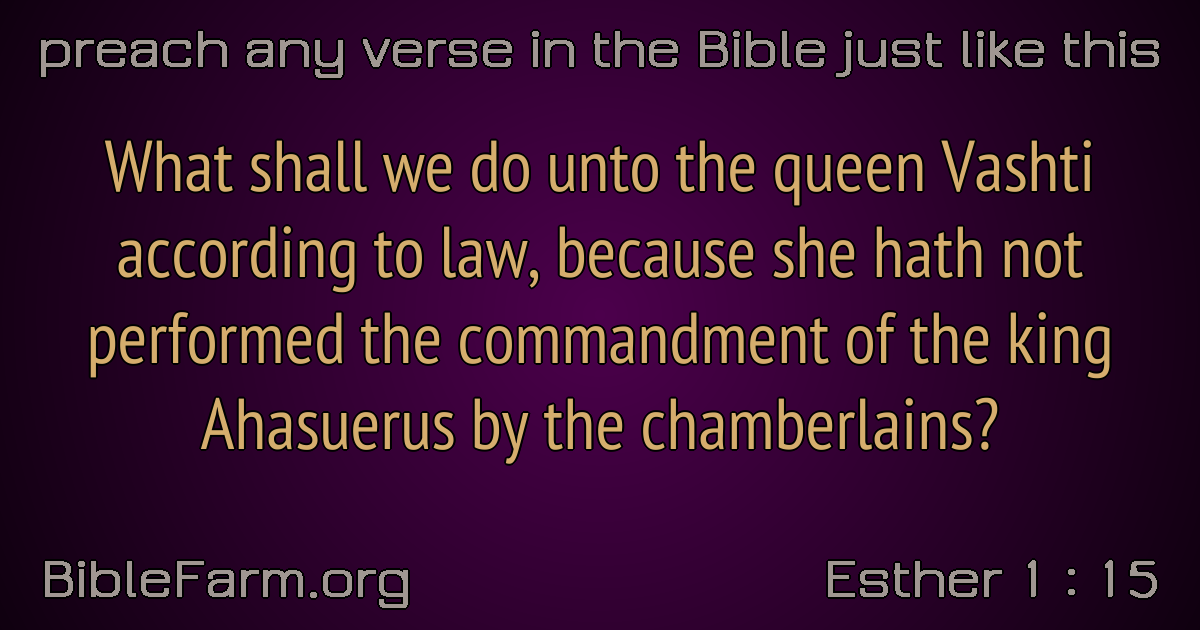 preach any verse in the Bible just like this
What shall we do unto the queen Vashti
according to law, because she hath not
performed the commandment of the king
Ahasuerus by the chamberlains?
BibleFarm.org
Esther 1 : 15